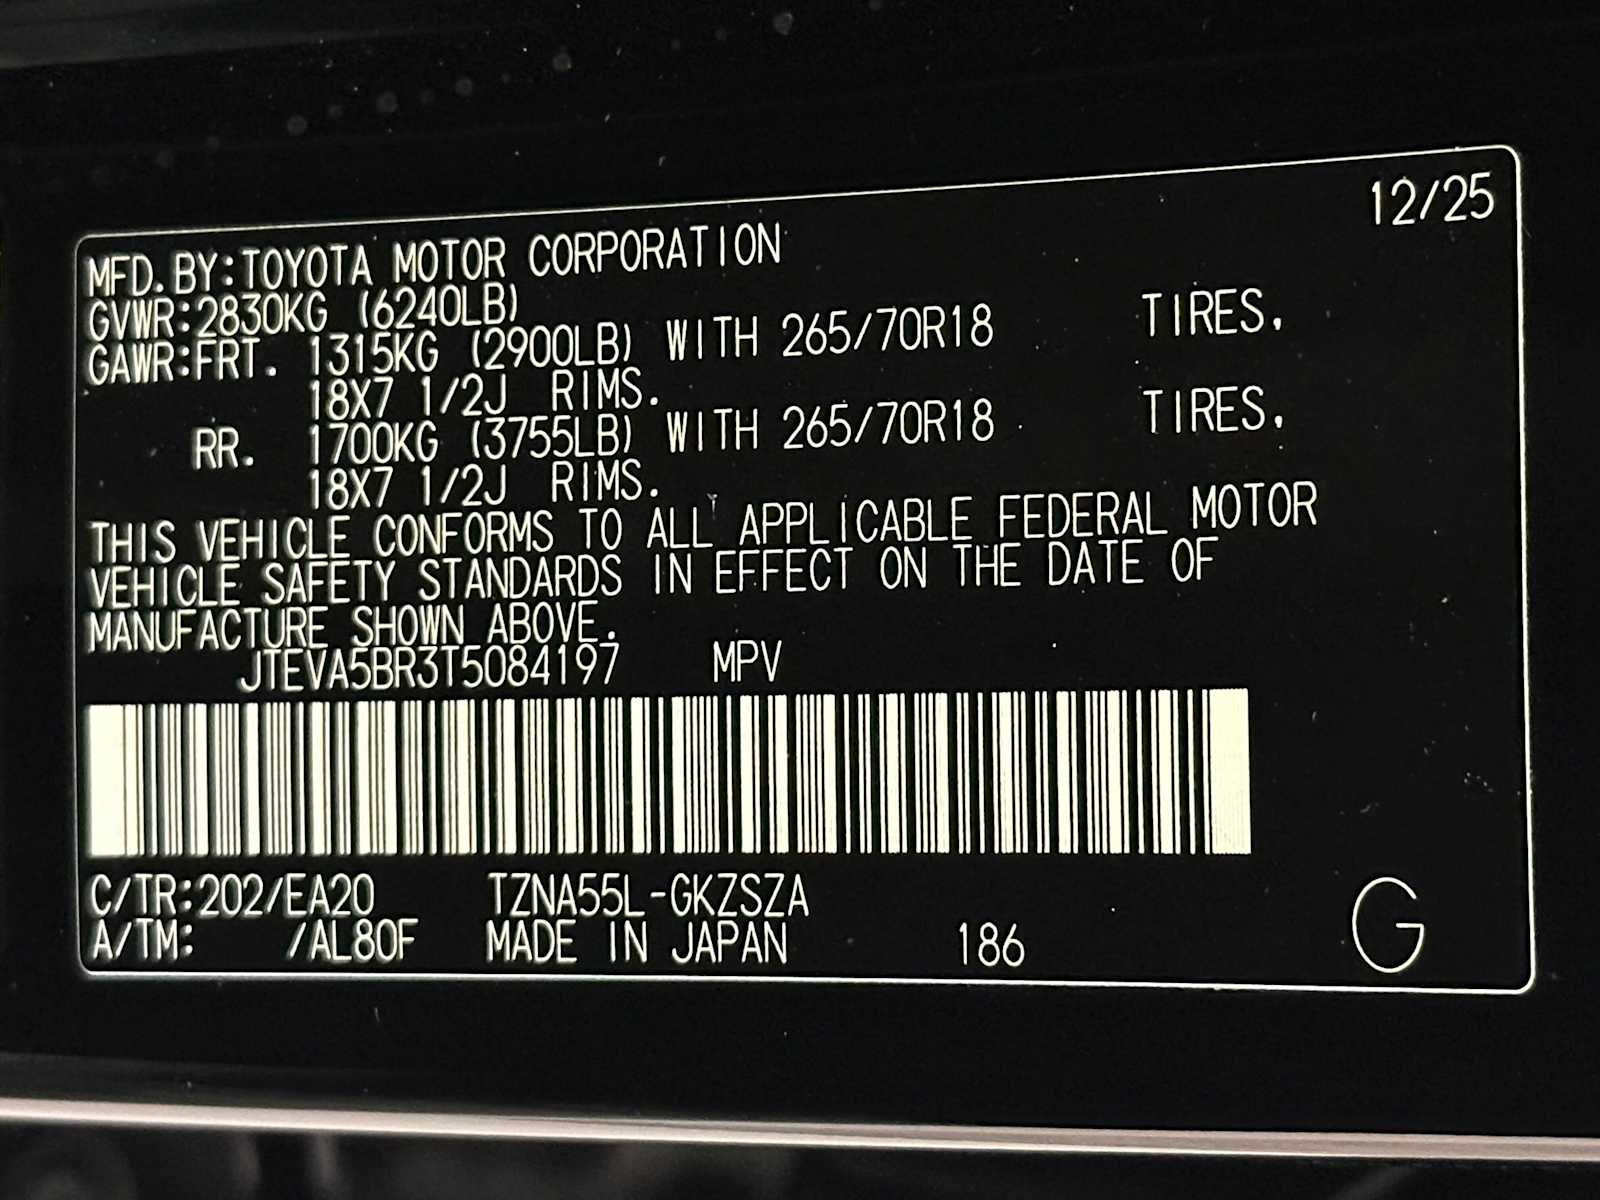 12/25
MFD.BY:TOYOTA MOTOR CORPORATION
GVWR:2830KG (6240LB)
GAWR:FRT. 1315KG (2900LB) WITH 265/70R18 TIRES.
18X7 1/2J RIMS.
RR. 1700KG (3755LB) WITH 265/70R18 TIRES.
18X7 1/2J RIMS.
THIS VEHICLE CONFORMS TO ALL APPLICABLE FEDERAL MOTOR
VEHICLE SAFETY STANDARDS IN EFFECT ON THE DATE OF
MANUFACTURE SHOWN ABOVE.
JTEVA5BR3T5084197 MPV
C/TR:202/EA20 TZNA55L-GKZSZA
A/TM: /AL80F MADE IN JAPAN 186 G